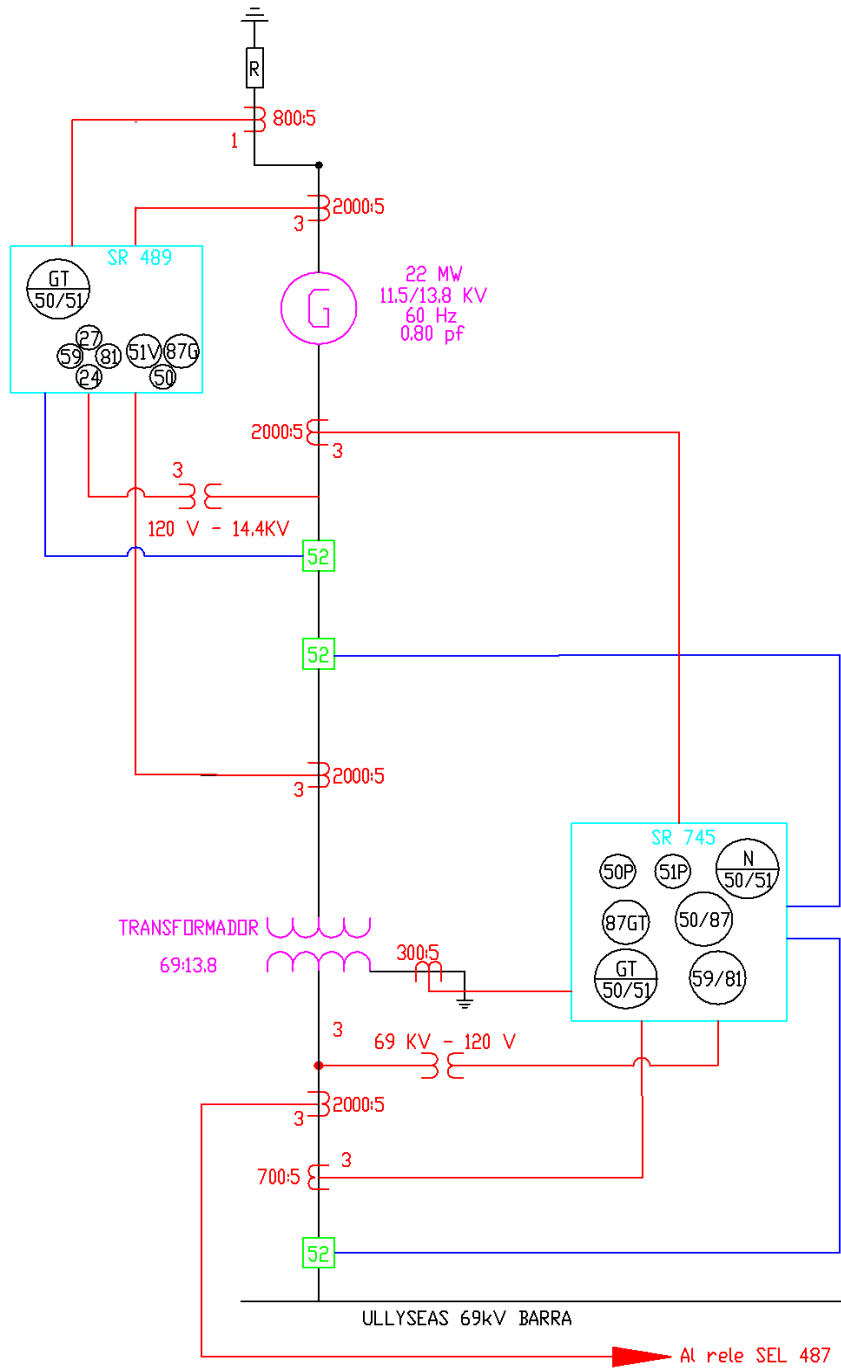 R
800:5
1
2000:5
3
SR 489
GT
50/51
27
59
81
24
51V
87G
50
G
22 MW
11.5/13.8 KV
60 Hz
0.80 pf
2000:5
3
3
120 V - 14.4KV
52
52
2000:5
3
SR 745
50P
51P
N
50/51
87GT
50/87
GT
50/51
59/81
TRANSFORMADOR
69:13.8
300:5
3
69 KV - 120 V
2000:5
3
3
700:5
52
ULLYSEAS 69kV BARRA
Al rele SEL 487